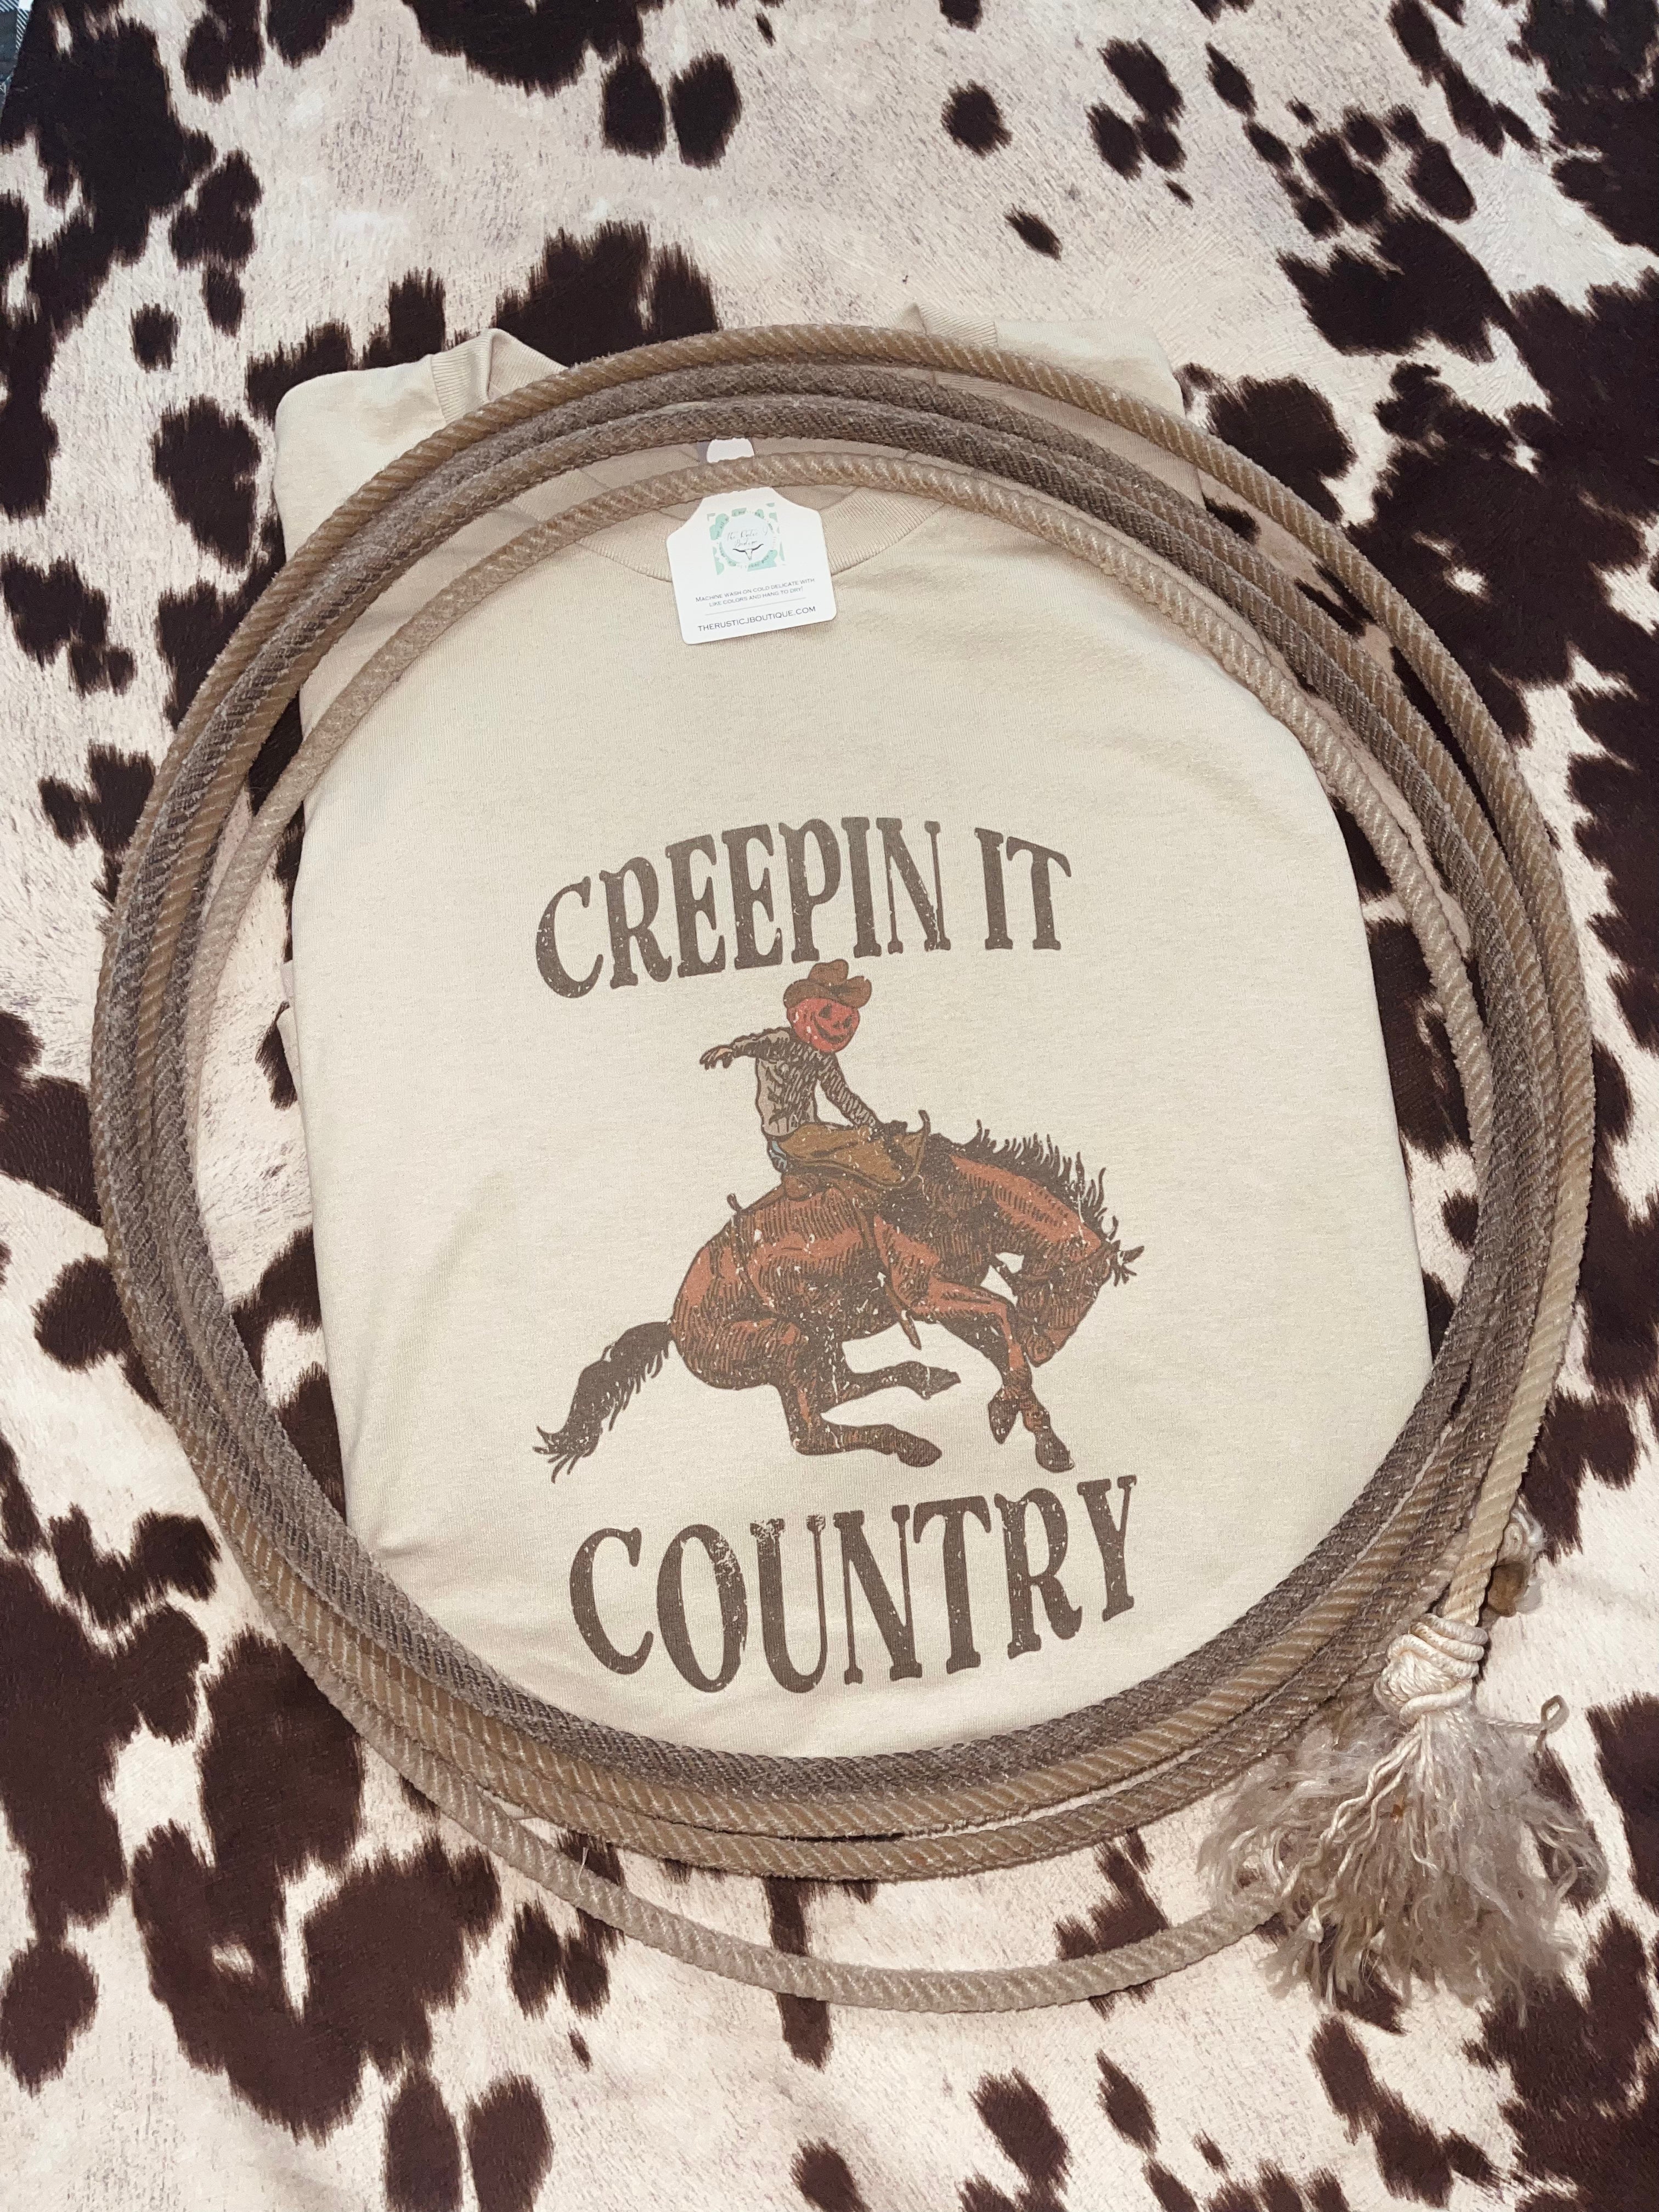 MACHINE WASH ON COLD DELICATE WITH
LIKE COLORS AND HANG TO DRY
THERUSTICJBOUTIQUE.COM
CREEPIN IT
COUNTRY